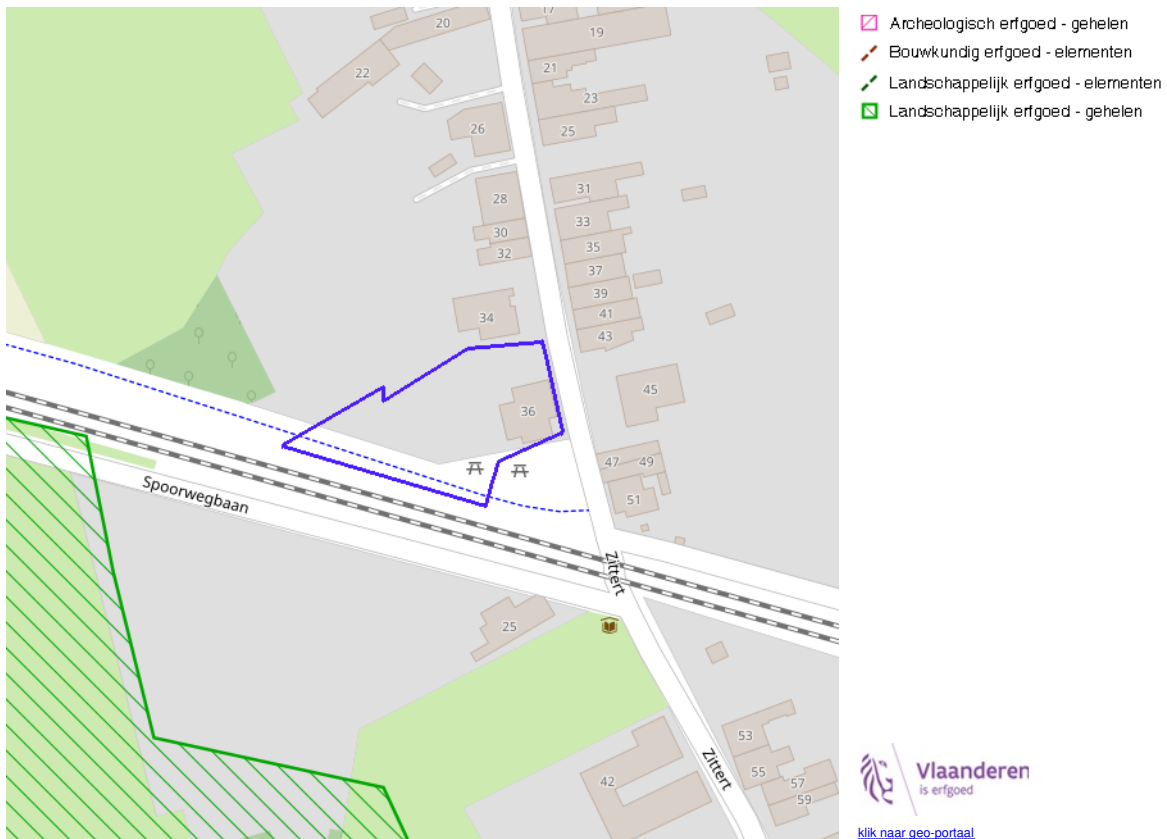 17
20
19
21
22
23
26
25
31
28
33
30
35
32
37
39
34
41
43
45
36
47 49
51
Spoorwegbaan
Zittert
25
Zittert
53
42
55
57
59
Archeologisch erfgoed - gehelen
Bouwkundig erfgoed - elementen
Landschappelijk erfgoed - elementen
Landschappelijk erfgoed - gehelen
Vlaanderen
is erfgoed
klik naar geo-portaal